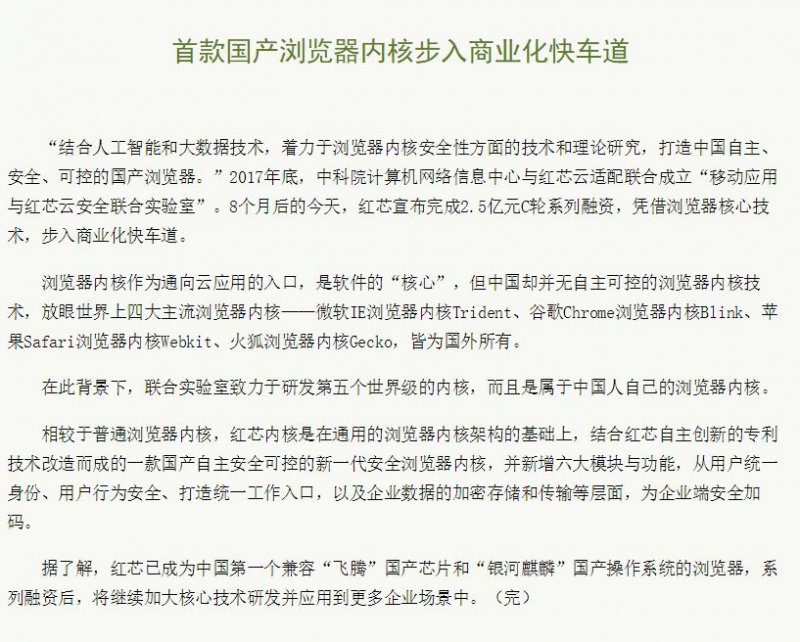 首款国产浏览器内核步入商业化快车道
“结合人工智能和大数据技术，着力于浏览器内核安全性方面的技术和理论研究，打造中国自主、
安全、可控的国产浏览器。”2017年底，中科院计算机网络信息中心与红芯云适配联合成立“移动应用
与红芯云安全联合实验室”。8个月后的今天，红芯宣布完成2.5亿元C轮系列融资，凭借浏览器核心技
术，步入商业化快车道。
浏览器内核作为通向云应用的入口，是软件的“核心”，但中国却并无自主可控的浏览器内核技
术，放眼世界上四大主流浏览器内核——微软IE浏览器内核Trident、谷歌Chrome浏览器内核Blink、苹
果Safari浏览器内核Webkit、火狐浏览器内核Gecko，皆为国外所有。
在此背景下，联合实验室致力于研发第五个世界级的内核，而且是属于中国人自己的浏览器内核。
相较于普通浏览器内核，红芯内核是在通用的浏览器内核架构的基础上，结合红芯自主创新的专利
技术改造而成的一款国产自主安全可控的新一代安全浏览器内核，并新增六大模块与功能，从用户统一
身份、用户行为安全、打造统一工作入口，以及企业数据的加密存储和传输等层面，为企业端安全加
码。
据了解，红芯已成为中国第一个兼容“飞腾”国产芯片和“银河麒麟”国产操作系统的浏览器，系
列融资后，将继续加大核心技术研发并应用到更多企业场景中。（完）